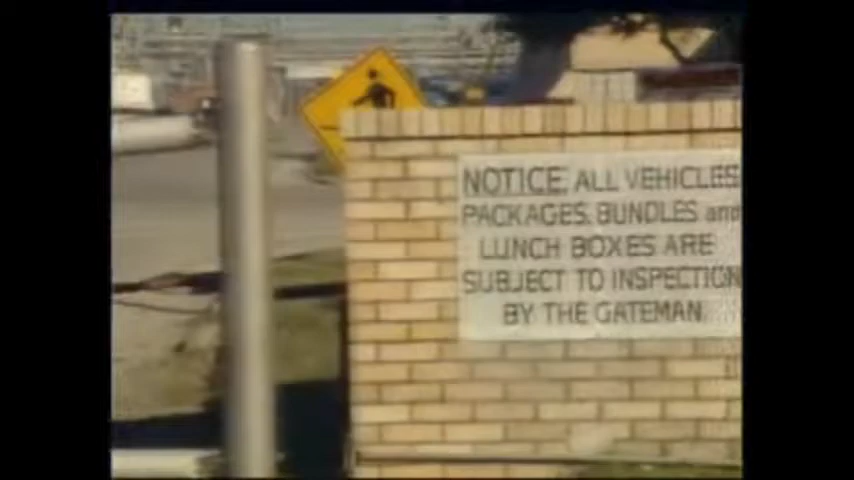 NOTICE: ALL VEHICLES
PACKAGES, BUNDLES and
LUNCH BOXES ARE
SUBJECT TO INSPECTION
BY THE GATEMAN